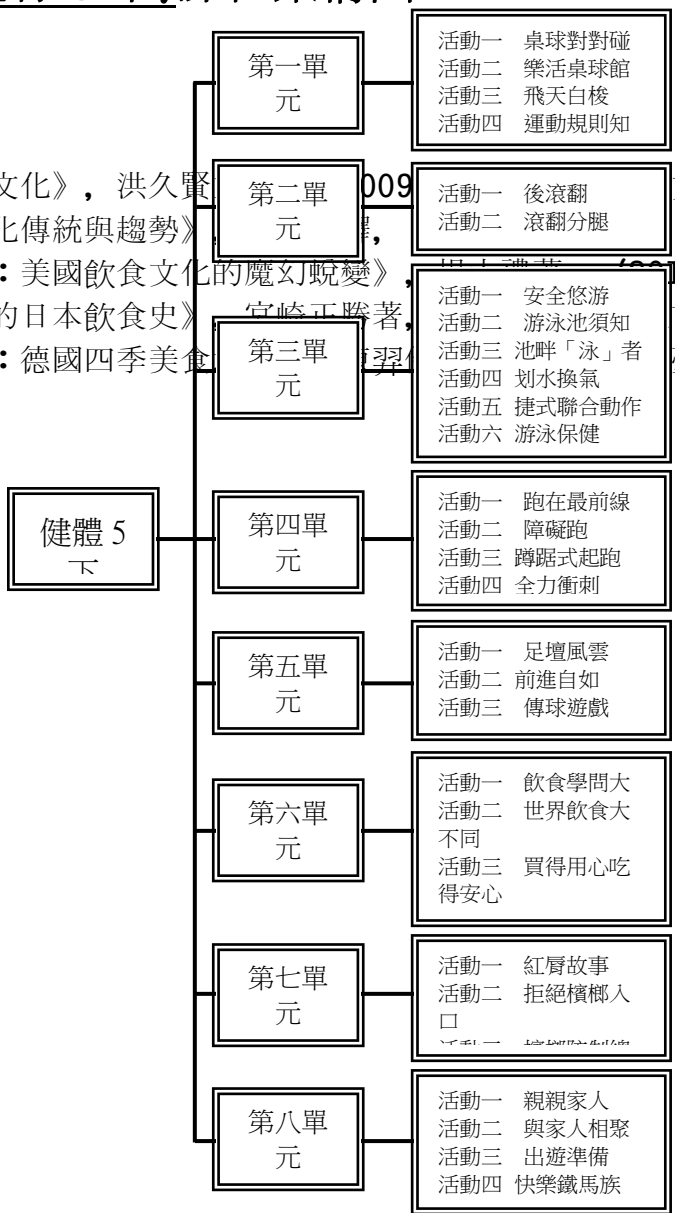 第一單
元
活動一　桌球對對碰
活動二　樂活桌球館
活動三　飛天白梭
活動四　運動規則知
文化》，洪久賢
009
化傳統與趨勢》，
：美國飲食文化的魔幻蛻變》，
的日本飲食史》，宮崎正勝著，
：德國四季美食
第二單
元
活動一　後滾翻
活動二　滾翻分腿
第三單
元
活動一　安全悠游
活動二　游泳池須知
活動三 池畔「泳」者
活動四 划水換氣
活動五 捷式聯合動作
活動六 游泳保健
健體 5
下
第四單
元
活動一　跑在最前線
活動二　障礙跑
活動三 蹲踞式起跑
活動四 全力衝刺
第五單
元
活動一　足壇風雲
活動二 前進自如
活動三　傳球遊戲
第六單
元
活動一　飲食學問大
活動二　世界飲食大
不同
活動三　買得用心吃
得安心
第七單
元
活動一　紅脣故事
活動二　拒絕檳榔入
口
第八單
元
活動一　親親家人
活動二　與家人相聚
活動三　出遊準備
活動四 快樂鐵馬族